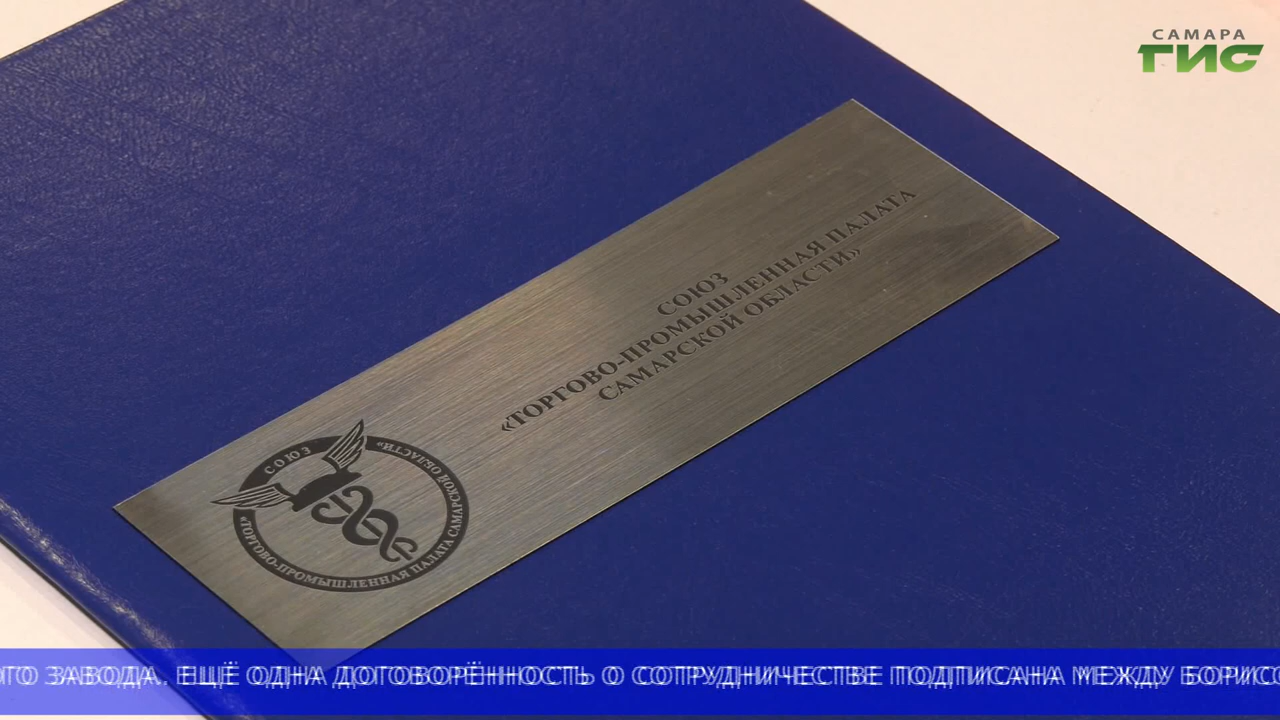 САМАРА
ГИС
СОЮЗ
«ТОРГОВО-ПРОМЫШЛЕННАЯ ПАЛАТА
САМАРСКОЙ ОБЛАСТИ»
СОЮЗ
«ТОРГОВО-ПРОМЫШЛЕННАЯ ПАЛАТА САМАРСКОЙ ОБЛАСТИ»
ЗАВОДА. ЕЩЁ ОДНА ДОГОВОРЁННОСТЬ О СОТРУДНИЧЕСТВЕ ПОДПИСАНА МЕЖДУ